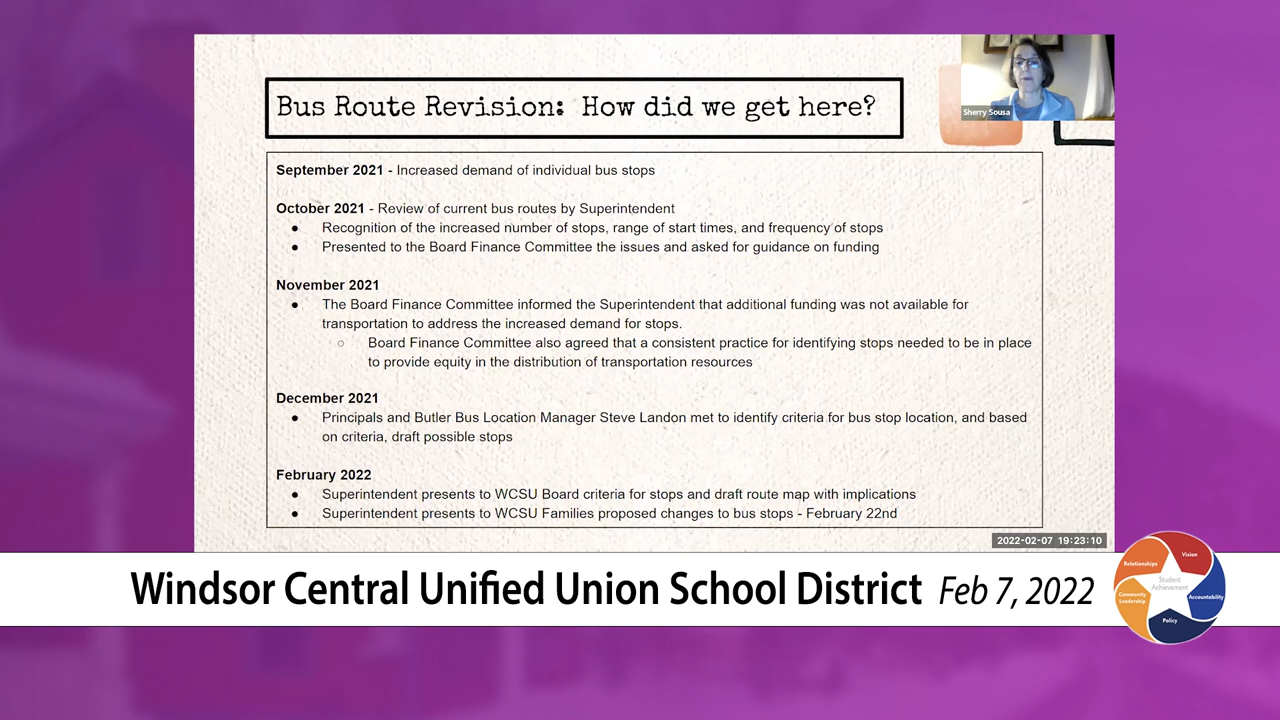 Bus Route Revision: How did we get here?
Sherry Sousa
September 2021 - Increased demand of individual bus stops
October 2021 - Review of current bus routes by Superintendent
● Recognition of the increased number of stops, range of start times, and frequency of stops
● Presented to the Board Finance Committee the issues and asked for guidance on funding
November 2021
● The Board Finance Committee informed the Superintendent that additional funding was not available for
transportation to address the increased demand for stops.
○ Board Finance Committee also agreed that a consistent practice for identifying stops needed to be in place
to provide equity in the distribution of transportation resources
December 2021
● Principals and Butler Bus Location Manager Steve Landon met to identify criteria for bus stop location, and based
on criteria, draft possible stops
February 2022
● Superintendent presents to WCSU Board criteria for stops and draft route map with implications
● Superintendent presents to WCSU Families proposed changes to bus stops - February 22nd
2022-02-07 19:23:10
Windsor Central Unified Union School District Feb 7, 2022
Relationships
Vision
Student
Achievement
Community
Leadership
Accountability
Policy